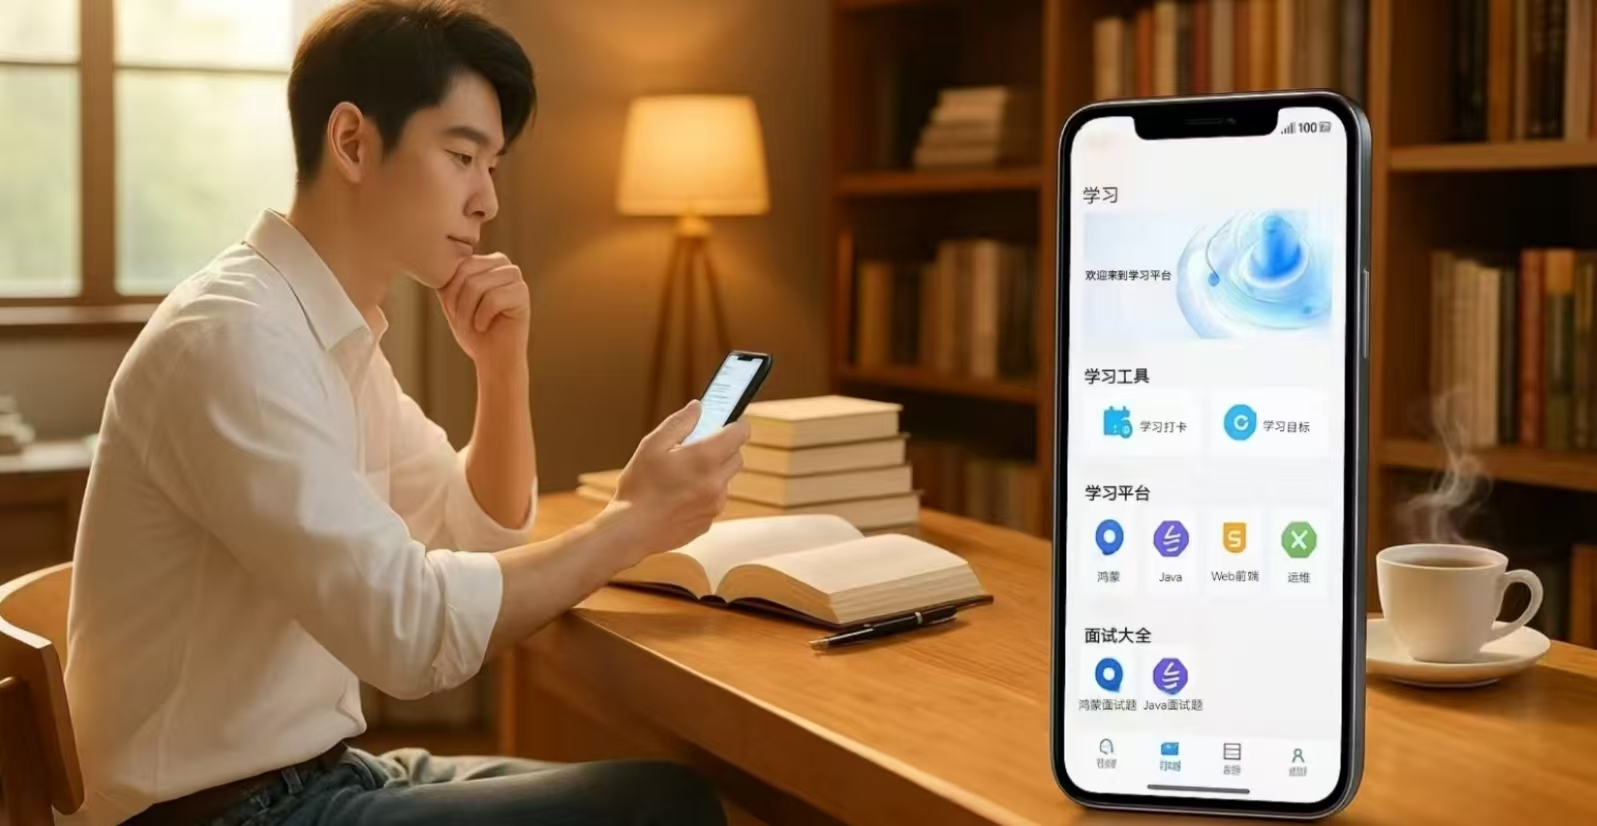 100
学习
欢迎来到学习平台
学习工具
学习打卡 学习目标
学习平台
鸿蒙 Java Web前端 运维
面试大全
鸿蒙面试题 Java面试题